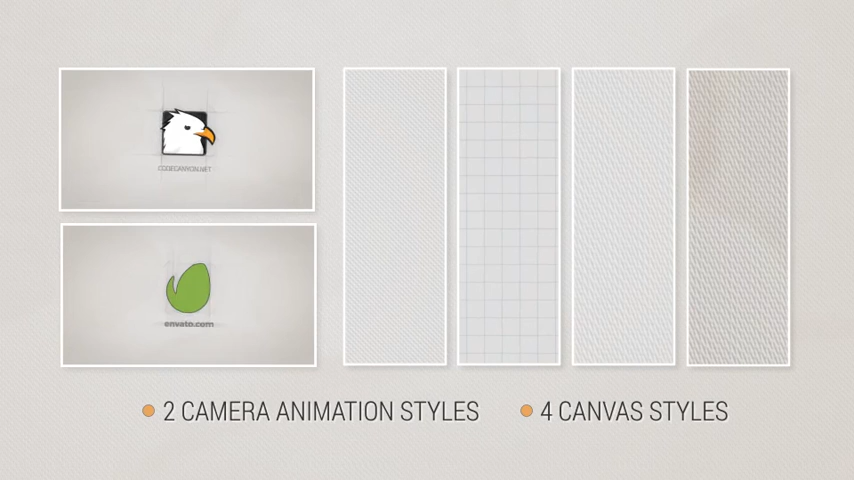 CODECANYON.NET
envato.com
2 CAMERA ANIMATION STYLES
4 CANVAS STYLES